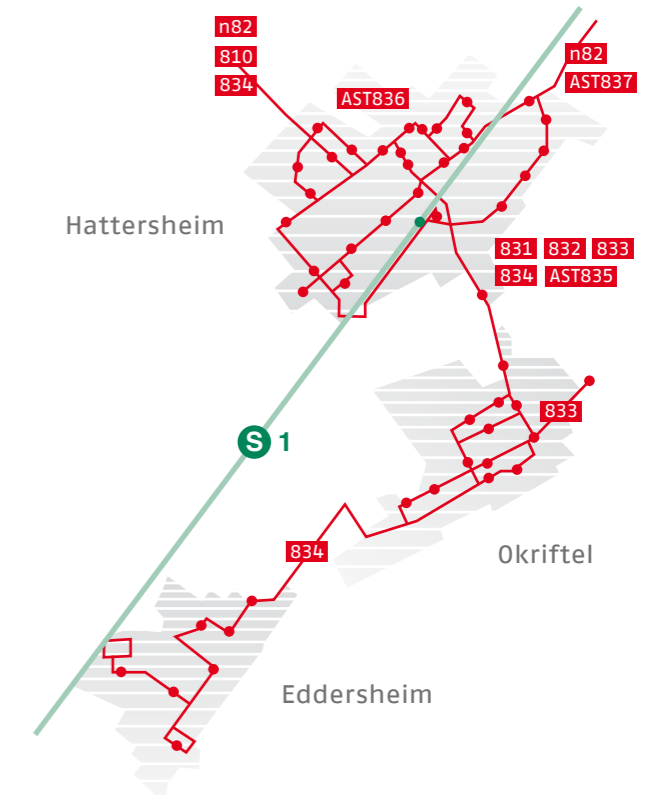 n82
810
834
n82
AST837
AST836
Hattersheim
831 832 833
834 AST835
833
S 1
834
Okriftel
Eddersheim